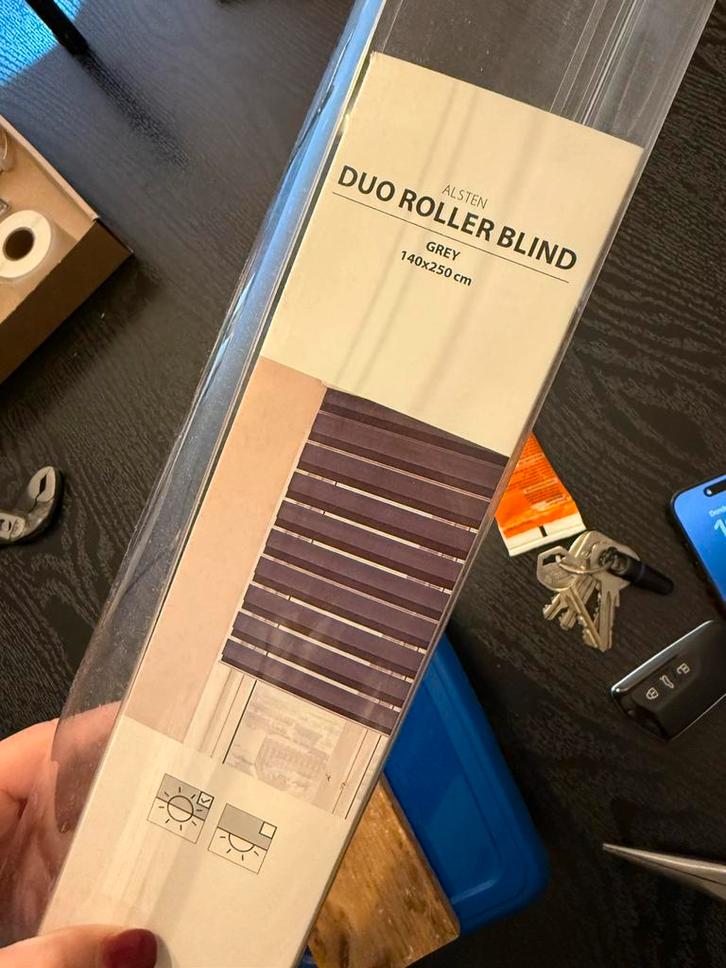 ALSTEN
DUO ROLLER BLIND
GREY
140x250 cm